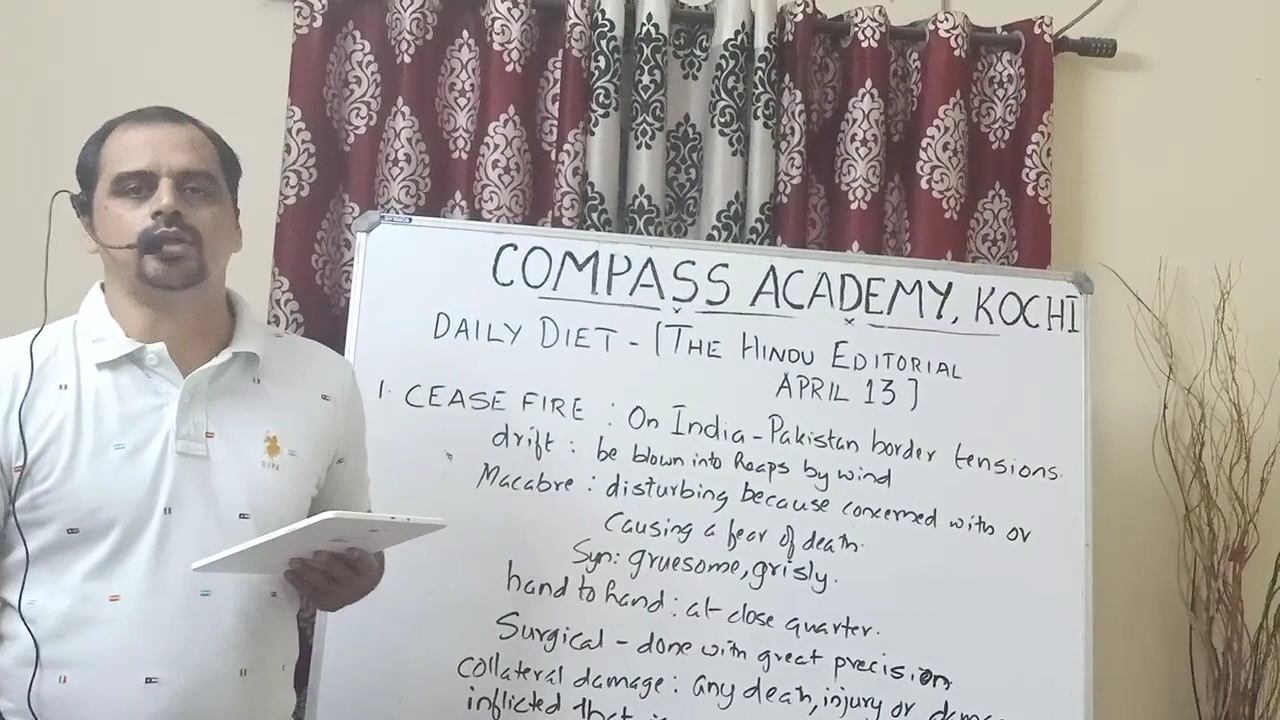 COMPASS ACADEMY, KOCHI
DAILY DIET - [THE HINDU EDITORIAL
APRIL 13]
1. CEASE FIRE : On India-Pakistan border tensions.
drift : be blown into heaps by wind
Macabre : disturbing because concerned with or
causing a fear of death.
Syn: gruesome, grisly.
hand to hand : at close quarter.
Surgical - done with great precision
collateral damage : any death, injury or
inflicted that